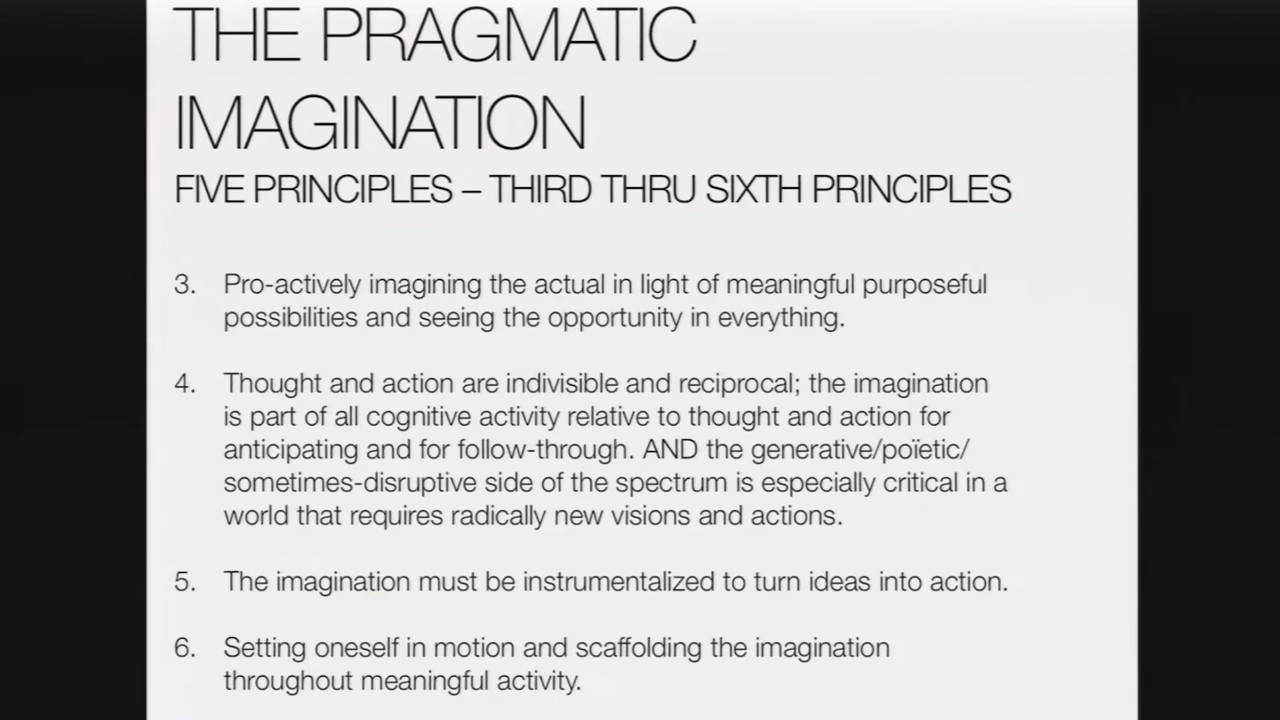 THE PRAGMATIC
IMAGINATION
FIVE PRINCIPLES – THIRD THRU SIXTH PRINCIPLES
3. Pro-actively imagining the actual in light of meaningful purposeful
possibilities and seeing the opportunity in everything.
4. Thought and action are indivisible and reciprocal; the imagination
is part of all cognitive activity relative to thought and action for
anticipating and for follow-through. AND the generative/poïetic/
sometimes-disruptive side of the spectrum is especially critical in a
world that requires radically new visions and actions.
5. The imagination must be instrumentalized to turn ideas into action.
6. Setting oneself in motion and scaffolding the imagination
throughout meaningful activity.